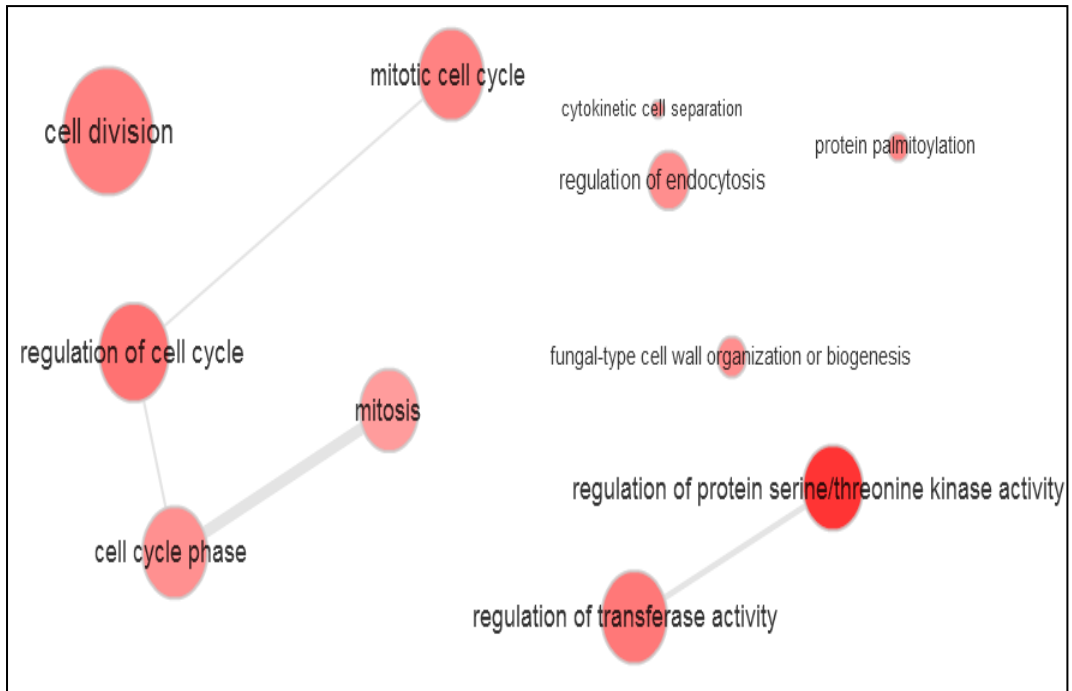 mitotic cell cycle
cell division
cytokinetic cell separation
protein palmitoylation
regulation of endocytosis
regulation of cell cycle
fungal-type cell wall organization or biogenesis
mitosis
regulation of protein serine/threonine kinase activity
cell cycle phase
regulation of transferase activity